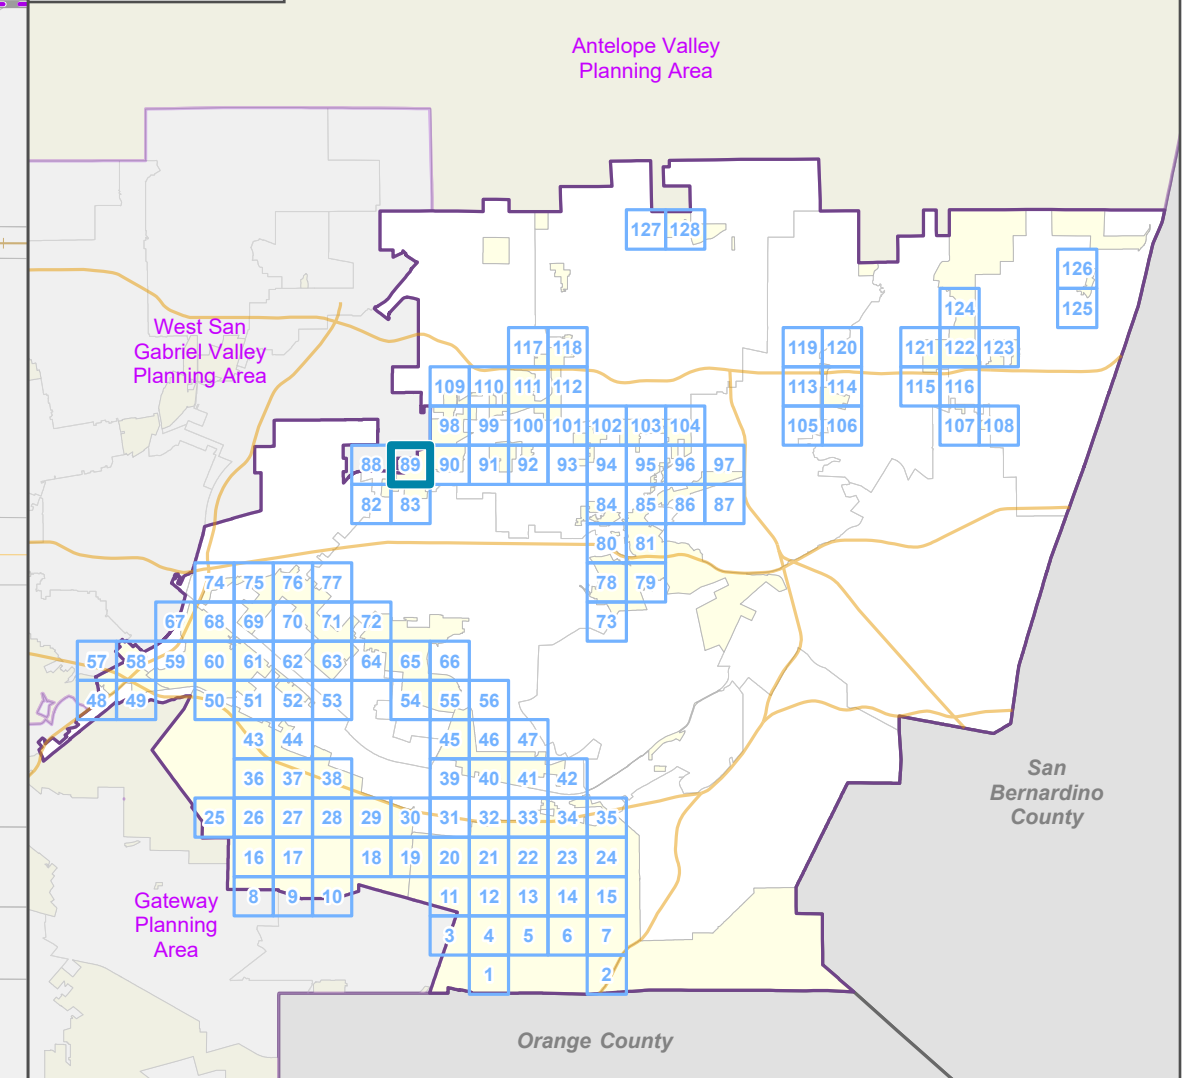 Antelope Valley
Planning Area
127 128
126
West San
Gabriel Valley
Planning Area
124 125
117 118 119 120 121 122 123
109 110 111 112 113 114 115 116
98 99 100 101 102 103 104 105 106 107 108
88 89 90 91 92 93 94 95 96 97
82 83 84 85 86 87
80 81
74 75 76 77 78 79
67 68 69 70 71 72 73
57 58 59 60 61 62 63 64 65 66
48 49 50 51 52 53 54 55 56
43 44 45 46 47
36 37 38 39 40 41 42
San
Bernardino
County
25 26 27 28 29 30 31 32 33 34 35
16 17 18 19 20 21 22 23 24
8 9 10 11 12 13 14 15
Gateway
Planning
Area
3 4 5 6 7
1 2
Orange County